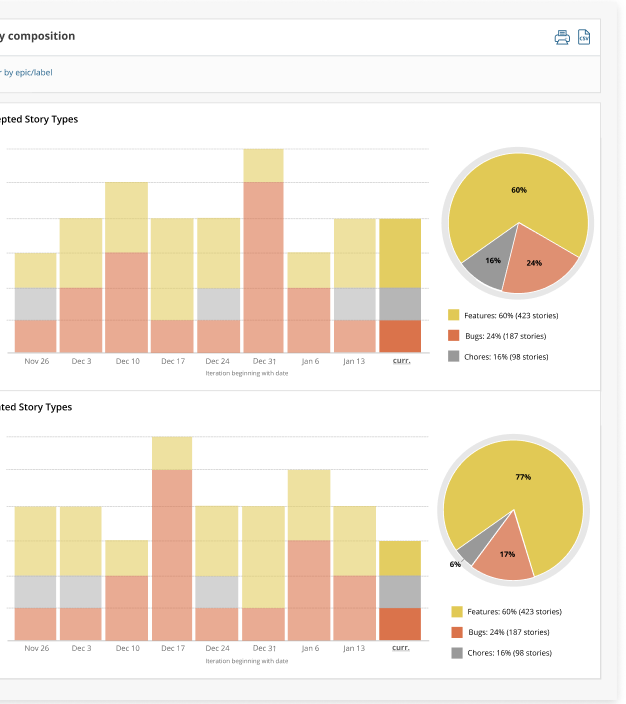 y composition
CSV
r by epic/label
epted Story Types
60%
16%
24%
Features: 60% (423 stories)
Bugs: 24% (187 stories)
Chores: 16% (98 stories)
Nov 26 Dec 3 Dec 10 Dec 17 Dec 24 Dec 31 Jan 6 Jan 13 curr.
Iteration beginning with date
ated Story Types
77%
17%
6%
Features: 60% (423 stories)
Bugs: 24% (187 stories)
Chores: 16% (98 stories)
Nov 26 Dec 3 Dec 10 Dec 17 Dec 24 Dec 31 Jan 6 Jan 13 curr.
Iteration beginning with date